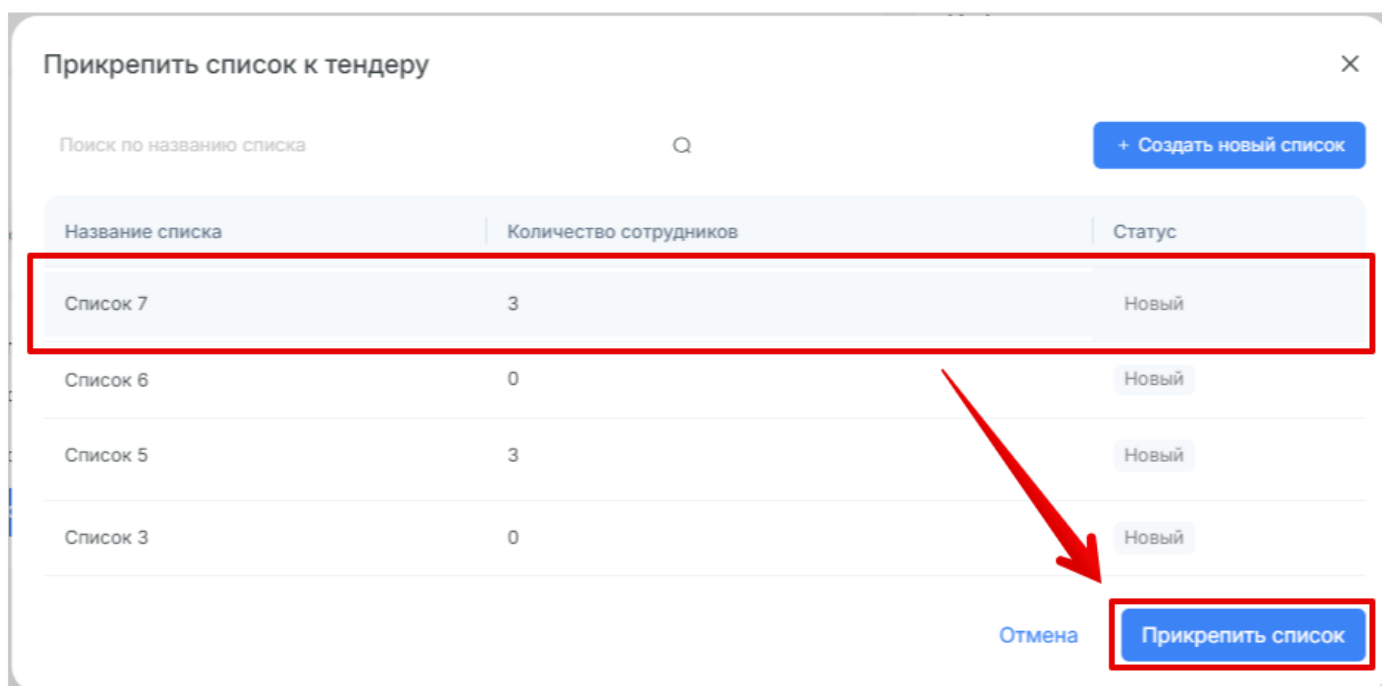 Прикрепить список к тендеру
Поиск по названию списка
+ Создать новый список
Название списка Количество сотрудников Статус
Список 7 3 Новый
Список 6 0 Новый
Список 5 3 Новый
Список 3 0 Новый
Отмена Прикрепить список